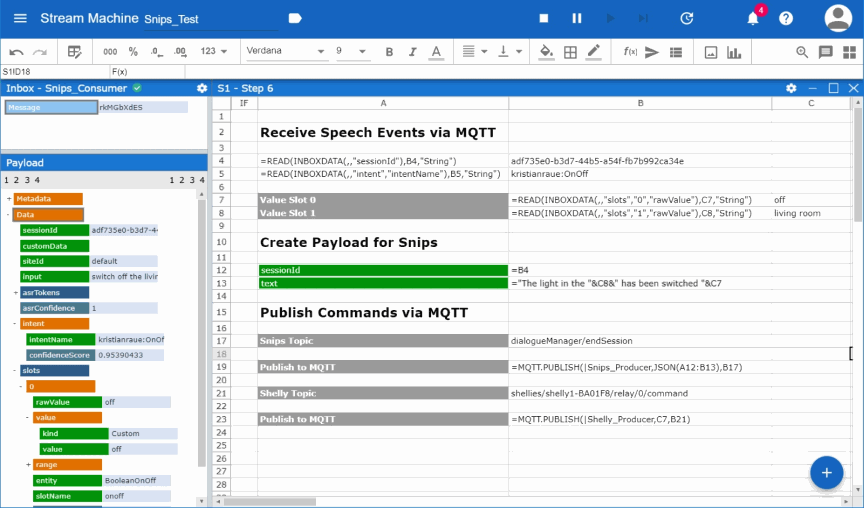 Stream Machine Snips_Test
4
000 % .0 .00 123 Verdana 9 B I A f(x)
S1!D18 F(x)
Inbox - Snips_Consumer
Message rkMGbXdES
Payload
1 2 3 4 1 2 3 4
+ Metadata
- Data
sessionId adf735e0-b3d7-4
customData
siteId default
input switch off the livin
+ asrTokens
asrConfidence 1
- intent
intentName kristianraue:OnOf
confidenceScore 0.95390433
- slots
- 0
rawValue off
- value
kind Custom
value off
+ range
entity BooleanOnOff
slotName onoff
S1 - Step 6
IF A B C
1
2 Receive Speech Events via MQTT
3
4 =READ(INBOXDATA(,,"sessionId"),B4,"String") adf735e0-b3d7-44b5-a54f-fb7b992ca34e
5 =READ(INBOXDATA(,,"intent","intentName"),B5,"String") kristianraue:OnOff
6
7 Value Slot 0 =READ(INBOXDATA(,,"slots","0","rawValue"),C7,"String") off
8 Value Slot 1 =READ(INBOXDATA(,,"slots","1","rawValue"),C8,"String") living room
9
10 Create Payload for Snips
11
12 sessionId =B4
13 text ="The light in the "&C8&" has been switched "&C7
14
15 Publish Commands via MQTT
16
17 Snips Topic dialogueManager/endSession
18
19 Publish to MQTT =MQTT.PUBLISH(|Snips_Producer,JSON(A12:B13),B17)
20
21 Shelly Topic shellies/shelly1-BA01F8/relay/0/command
22
23 Publish to MQTT =MQTT.PUBLISH(|Shelly_Producer,C7,B21)
24
25
26
27
28